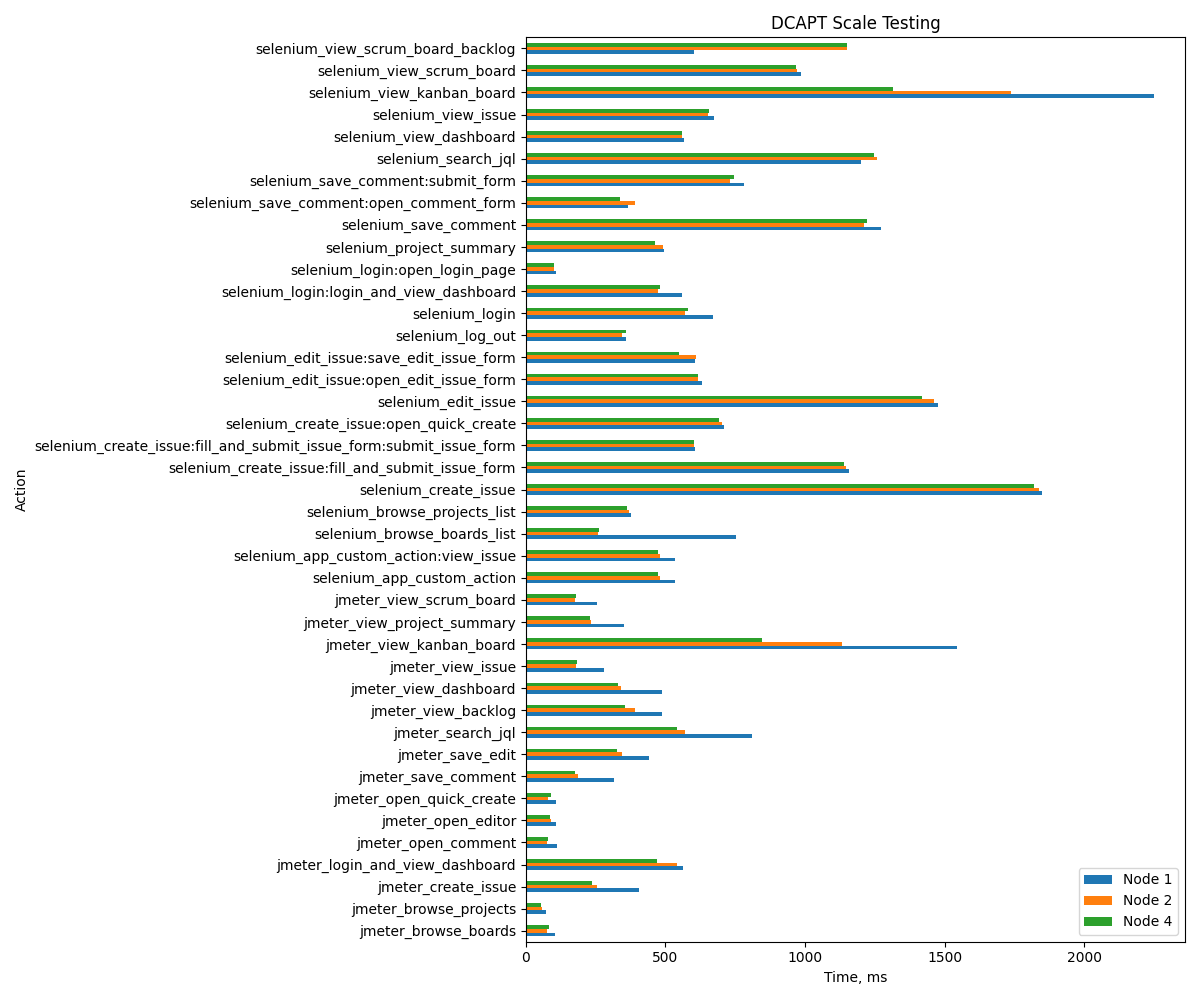 DCAPT Scale Testing
selenium_view_scrum_board_backlog
selenium_view_scrum_board
selenium_view_kanban_board
selenium_view_issue
selenium_view_dashboard
selenium_search_jql
selenium_save_comment:submit_form
selenium_save_comment:open_comment_form
selenium_save_comment
selenium_project_summary
selenium_login:open_login_page
selenium_login:login_and_view_dashboard
selenium_login
selenium_log_out
selenium_edit_issue:save_edit_issue_form
selenium_edit_issue:open_edit_issue_form
selenium_edit_issue
selenium_create_issue:open_quick_create
selenium_create_issue:fill_and_submit_issue_form:submit_issue_form
selenium_create_issue:fill_and_submit_issue_form
selenium_create_issue
selenium_browse_projects_list
selenium_browse_boards_list
selenium_app_custom_action:view_issue
selenium_app_custom_action
jmeter_view_scrum_board
jmeter_view_project_summary
jmeter_view_kanban_board
jmeter_view_issue
jmeter_view_dashboard
jmeter_view_backlog
jmeter_search_jql
jmeter_save_edit
jmeter_save_comment
jmeter_open_quick_create
jmeter_open_editor
jmeter_open_comment
jmeter_login_and_view_dashboard
jmeter_create_issue
jmeter_browse_projects
jmeter_browse_boards
Action
Node 1
Node 2
Node 4
0 500 1000 1500 2000
Time, ms